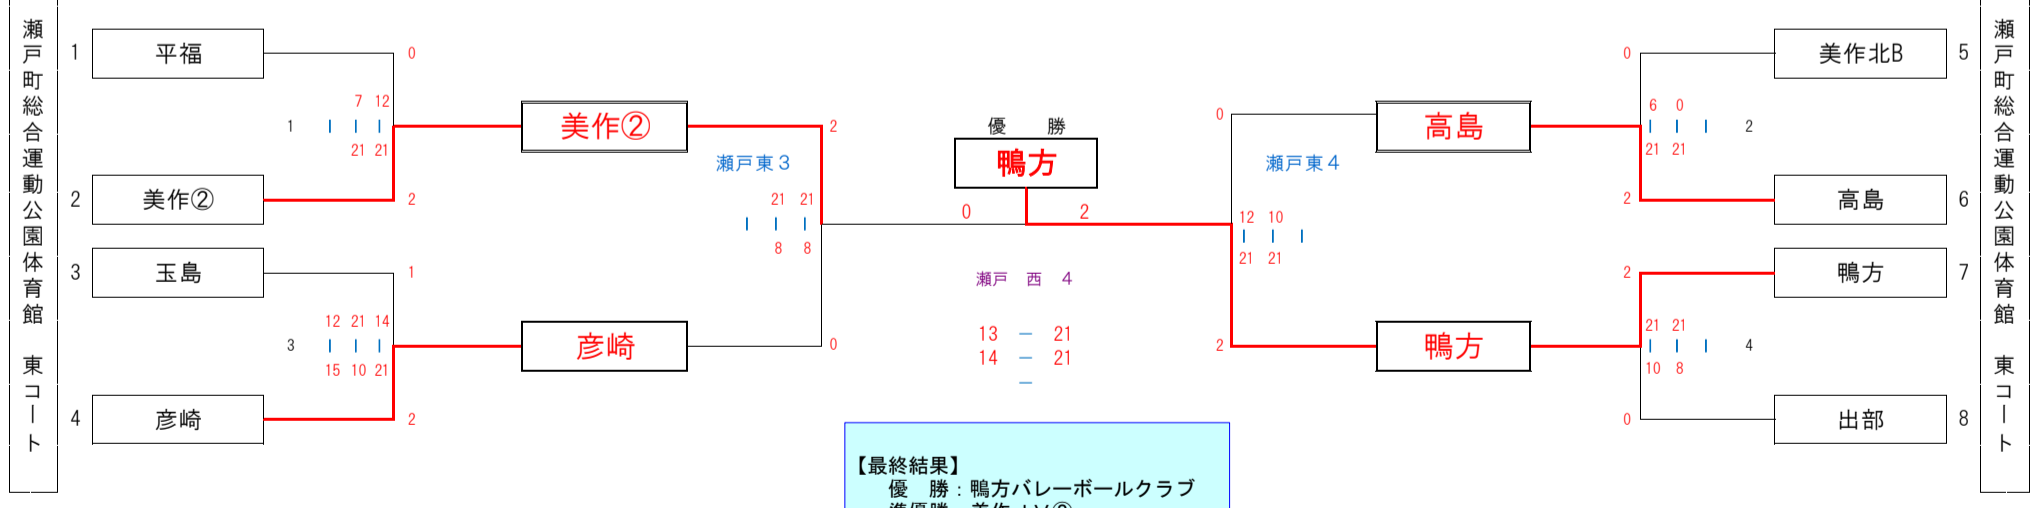 瀬戸町総合運動公園体育館 東コート
1 平福 0
7 12
1
21 21
2 美作② 2
3 玉島 1
12 21 14
3
15 10 21
4 彦崎 2
美作② 2
瀬戸東3
21 21
8 8
彦崎 0
優 勝
鴨方
0 2
瀬戸 西 4
13 － 21
14 － 21
－
0 高島
瀬戸東4
12 10
21 21
2 鴨方
0 美作北B 5
6 0
2
21 21
2 高島 6
2 鴨方 7
21 21
4
10 8
0 出部 8
瀬戸町総合運動公園体育館 東コート
【最終結果】
優 勝：鴨方バレーボールクラブ